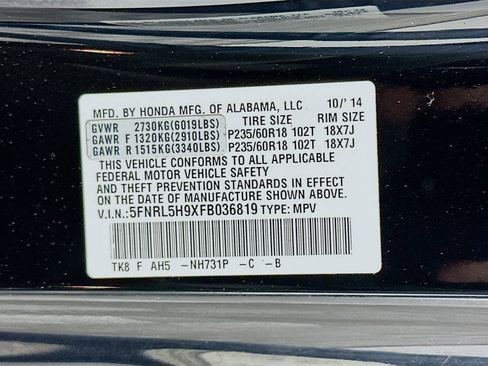 MFD. BY HONDA MFG. OF ALABAMA, LLC 10/'14
GVWR 2730KG(6019LBS) TIRE SIZE RIM SIZE
GAWR F 1320KG(2910LBS) P235/60R18 102T 18X7J
GAWR R 1515KG(3340LBS) P235/60R18 102T 18X7J
THIS VEHICLE CONFORMS TO ALL APPLICABLE
FEDERAL MOTOR VEHICLE SAFETY
AND THEFT PREVENTION STANDARDS IN EFFECT
ON THE DATE OF MANUFACTURE SHOWN ABOVE.
V.I.N.:5FNRL5H9XFB036819 TYPE: MPV
TK8 F AH5 -NH731P -C -B